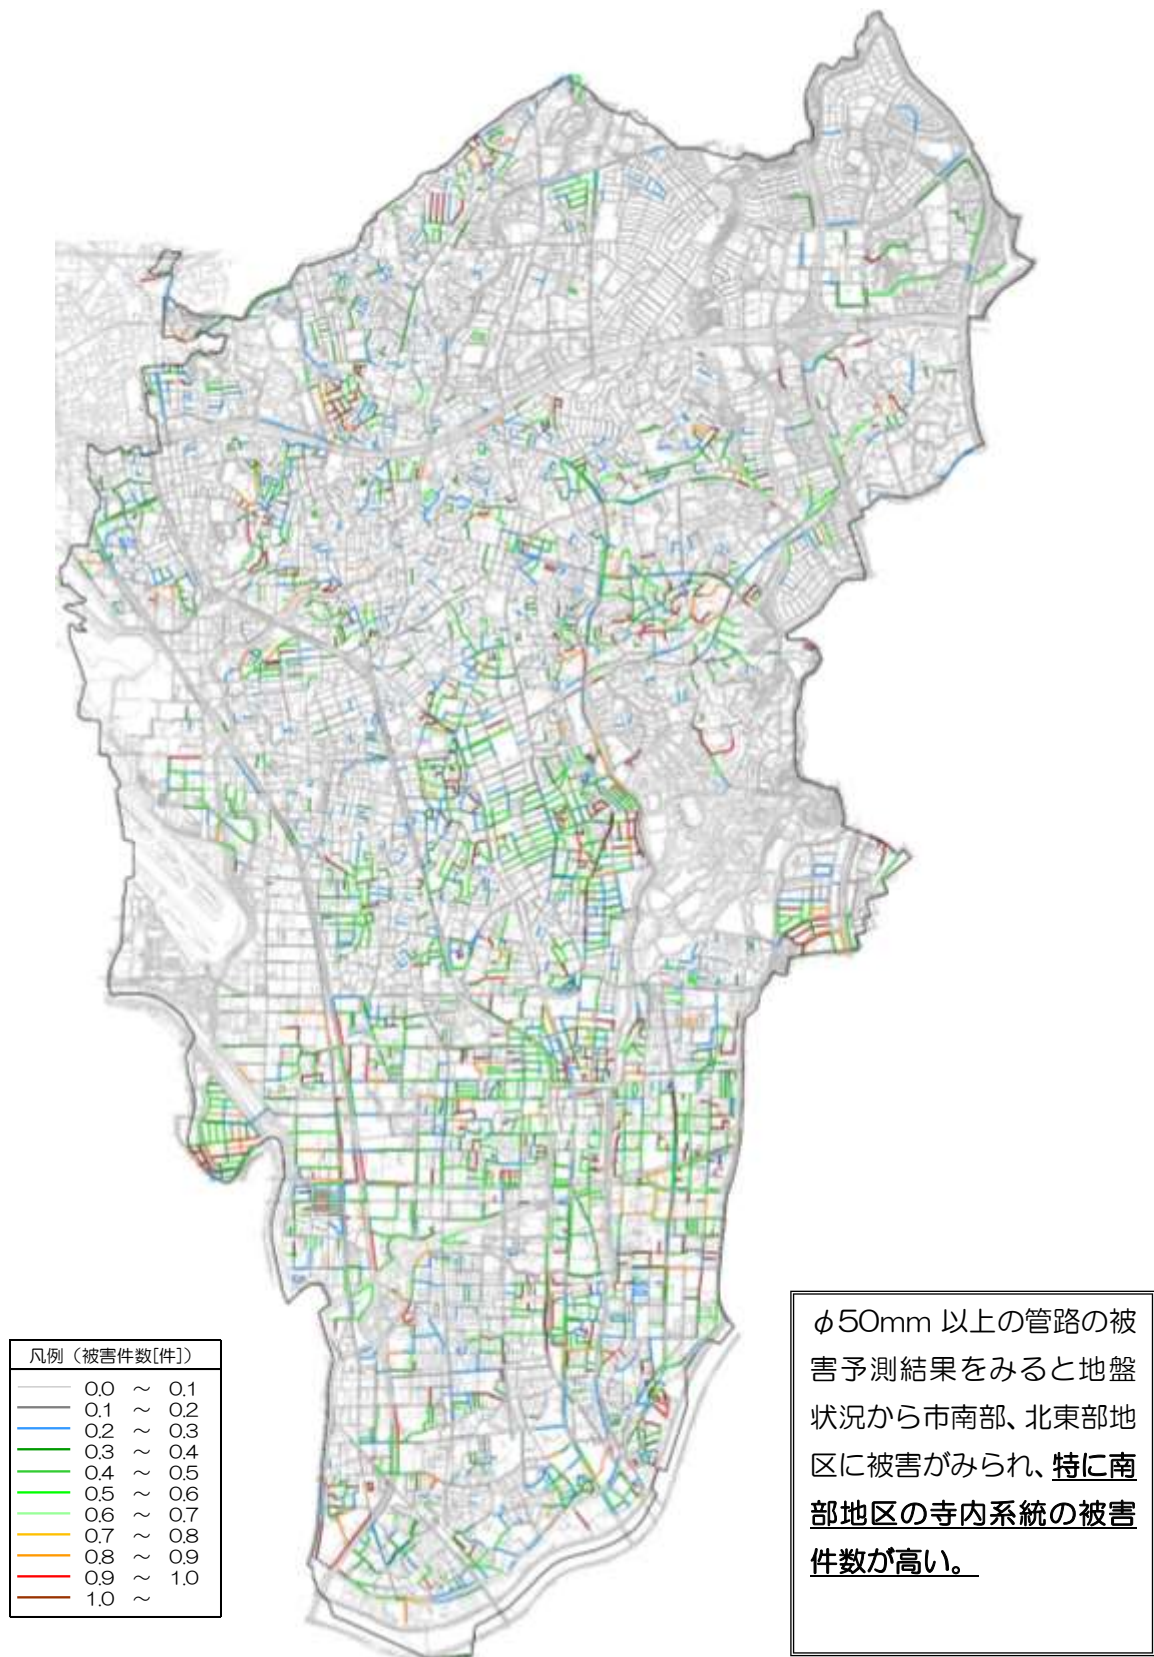 φ50mm 以上の管路の被
害予測結果をみると地盤
状況から市南部、北東部地
区に被害がみられ、特に南
部地区の寺内系統の被害
件数が高い。
凡例（被害件数[件]）
0.0 ～ 0.1
0.1 ～ 0.2
0.2 ～ 0.3
0.3 ～ 0.4
0.4 ～ 0.5
0.5 ～ 0.6
0.6 ～ 0.7
0.7 ～ 0.8
0.8 ～ 0.9
0.9 ～ 1.0
1.0 ～